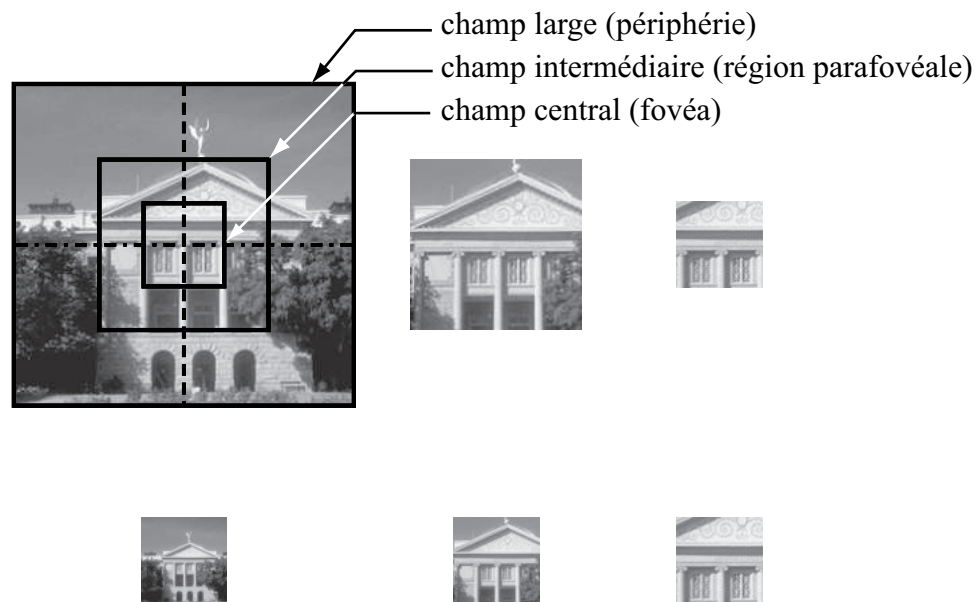 champ large (périphérie)
champ intermédiaire (région parafovéale)
champ central (fovéa)